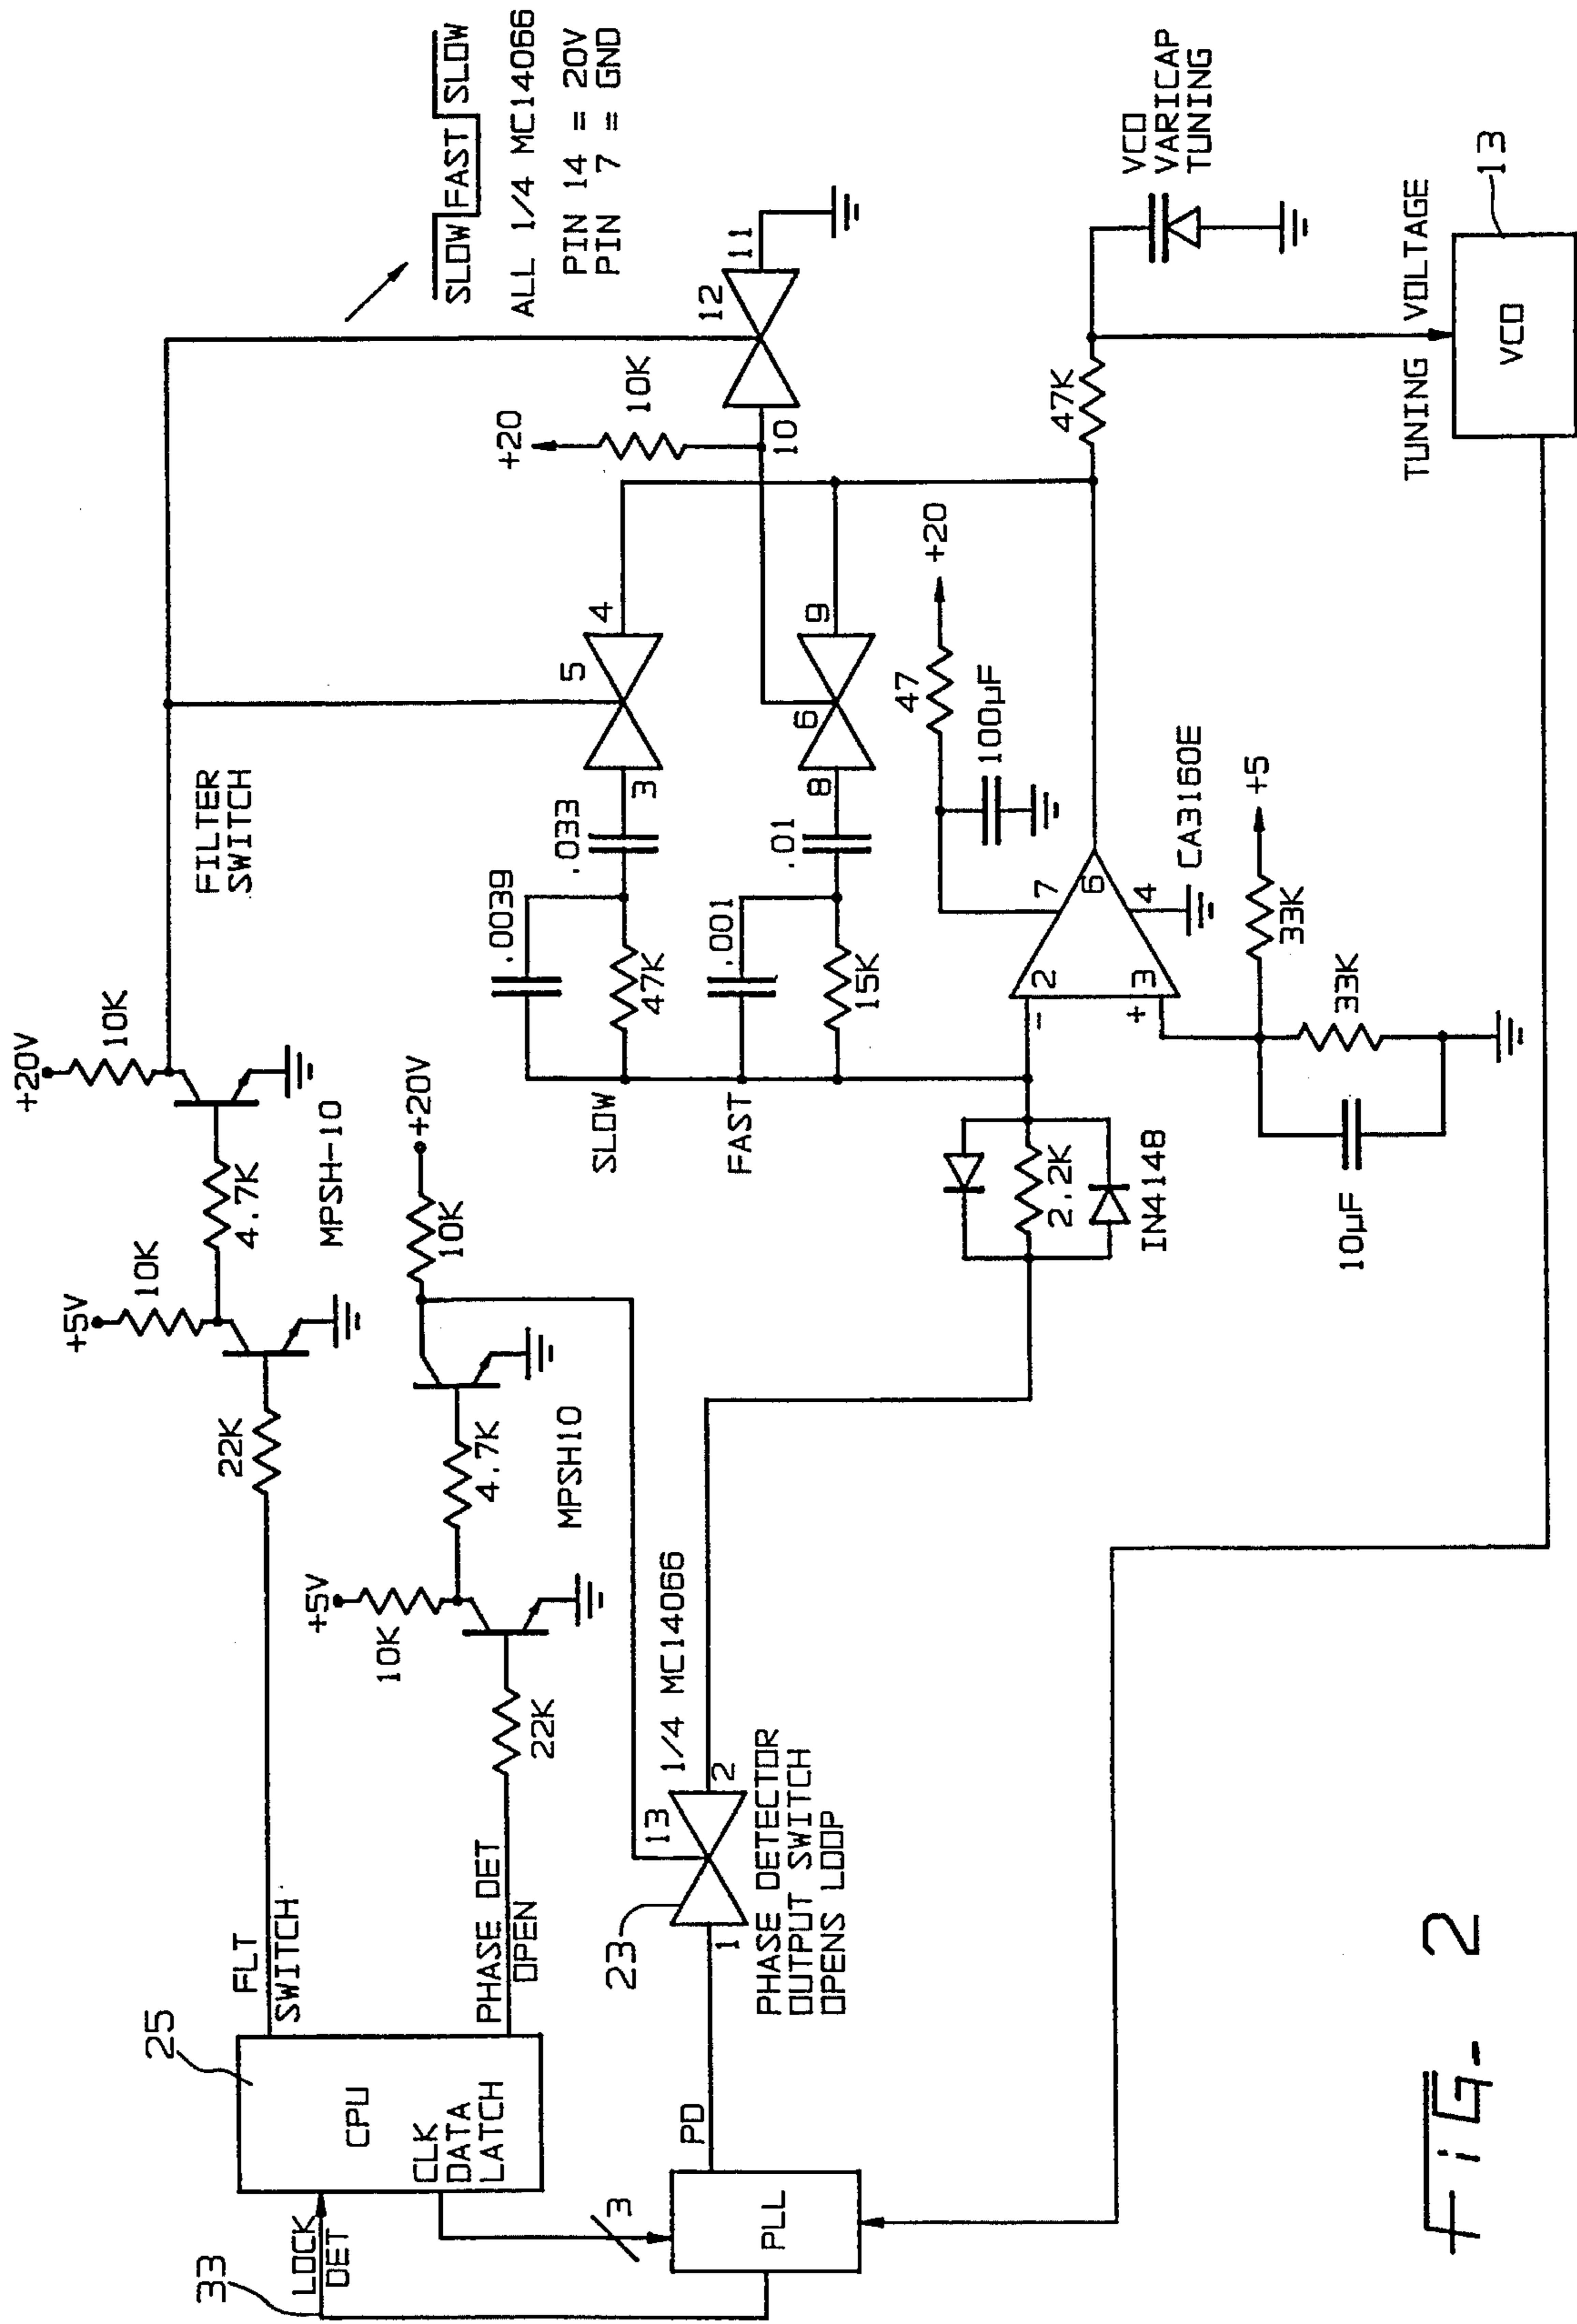 33
LOCK
DET
25
CPU
CLK
DATA
LATCH
FLT
SWITCH
PHASE DET
OPEN
3
PLL
PD
23
1
13
2
1/4 MC14066
PHASE DETECTOR
OUTPUT SWITCH
OPENS LOOP
22K
+5V
10K
4.7K
MPSH-10
+20V
10K
22K
+5V
10K
4.7K
MPSH10
10K
+20V
FILTER
SWITCH
SLOW
FAST
.0039
47K
.033
3
5
4
.001
15K
.01
8
6
9
+20
10K
10
12
11
SLOW FAST SLOW
ALL 1/4 MC14066
PIN 14 = 20V
PIN 7 = GND
2.2K
IN4148
-
2
+
3
7
6
4
CA3160E
47
+20
100µF
33K
+5
33K
10µF
47K
VCO
VARICAP
TUNING
TUNING VOLTAGE
VCO
13
FiG- 2